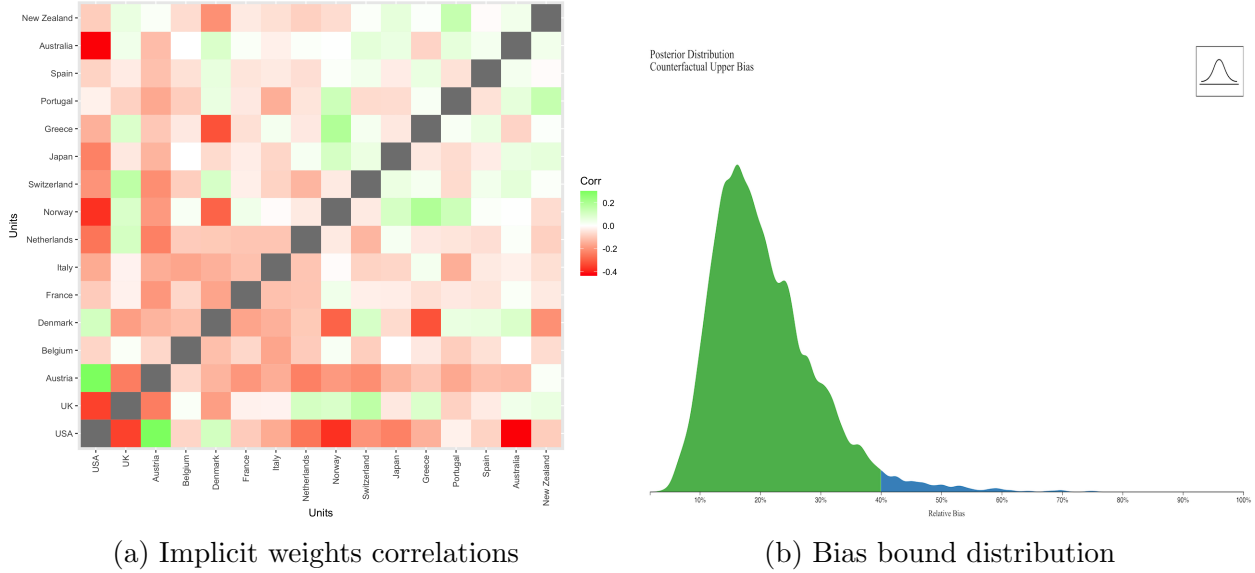 New Zealand
Australia
Spain
Portugal
Greece
Japan
Switzerland
Norway
Netherlands
Italy
France
Denmark
Belgium
Austria
UK
USA
Units
USA
UK
Austria
Belgium
Denmark
France
Italy
Netherlands
Norway
Switzerland
Japan
Greece
Portugal
Spain
Australia
New Zealand
Units
Corr
0.2
0.0
-0.2
-0.4
(a) Implicit weights correlations
Posterior Distribution
Counterfactual Upper Bias
10% 20% 30% 40% 50% 60% 70% 80% 90% 100%
Relative Bias
(b) Bias bound distribution